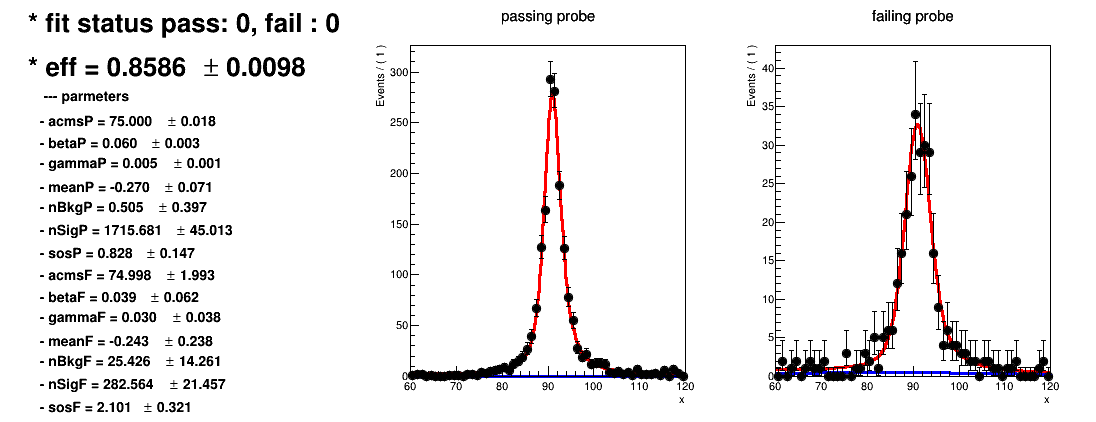 * fit status pass: 0, fail : 0
* eff = 0.8586 ± 0.0098
--- parmeters
- acmsP = 75.000 ± 0.018
- betaP = 0.060 ± 0.003
- gammaP = 0.005 ± 0.001
- meanP = -0.270 ± 0.071
- nBkgP = 0.505 ± 0.397
- nSigP = 1715.681 ± 45.013
- sosP = 0.828 ± 0.147
- acmsF = 74.998 ± 1.993
- betaF = 0.039 ± 0.062
- gammaF = 0.030 ± 0.038
- meanF = -0.243 ± 0.238
- nBkgF = 25.426 ± 14.261
- nSigF = 282.564 ± 21.457
- sosF = 2.101 ± 0.321
passing probe
Events / ( 1 )
300
250
200
150
100
50
0
60 70 80 90 100 110 120
x
failing probe
Events / ( 1 )
40
35
30
25
20
15
10
5
0
60 70 80 90 100 110 120
x